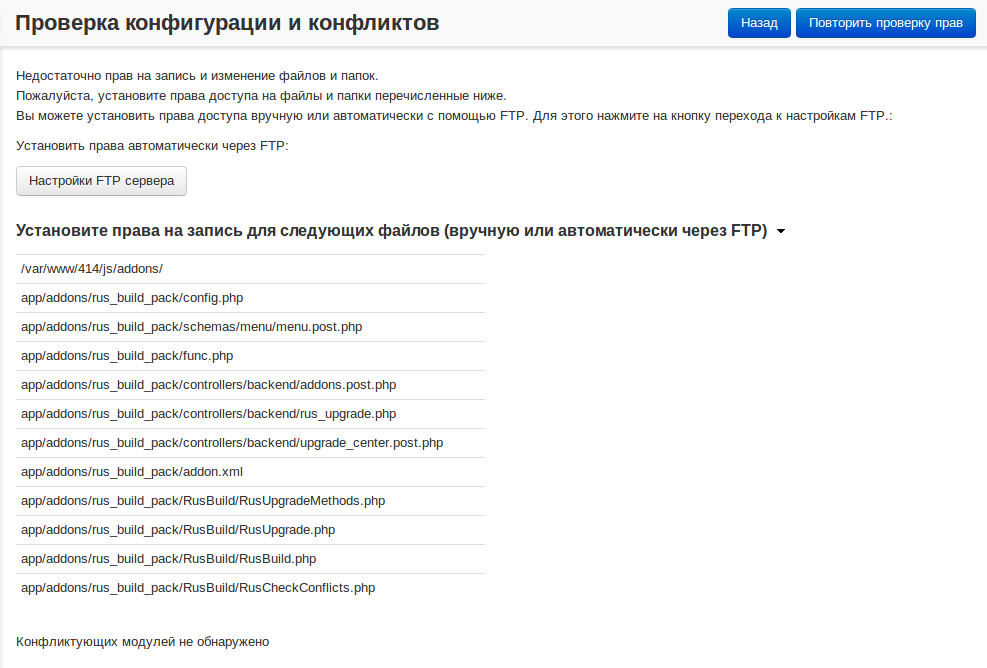 Проверка конфигурации и конфликтов
Назад
Повторить проверку прав
Недостаточно прав на запись и изменение файлов и папок.
Пожалуйста, установите права доступа на файлы и папки перечисленные ниже.
Вы можете установить права доступа вручную или автоматически с помощью FTP. Для этого нажмите на кнопку перехода к настройкам FTP.:
Установить права автоматически через FTP:
Настройки FTP сервера
Установите права на запись для следующих файлов (вручную или автоматически через FTP)
/var/www/414/js/addons/
app/addons/rus_build_pack/config.php
app/addons/rus_build_pack/schemas/menu/menu.post.php
app/addons/rus_build_pack/func.php
app/addons/rus_build_pack/controllers/backend/addons.post.php
app/addons/rus_build_pack/controllers/backend/rus_upgrade.php
app/addons/rus_build_pack/controllers/backend/upgrade_center.post.php
app/addons/rus_build_pack/addon.xml
app/addons/rus_build_pack/RusBuild/RusUpgradeMethods.php
app/addons/rus_build_pack/RusBuild/RusUpgrade.php
app/addons/rus_build_pack/RusBuild/RusBuild.php
app/addons/rus_build_pack/RusBuild/RusCheckConflicts.php
Конфликтующих модулей не обнаружено